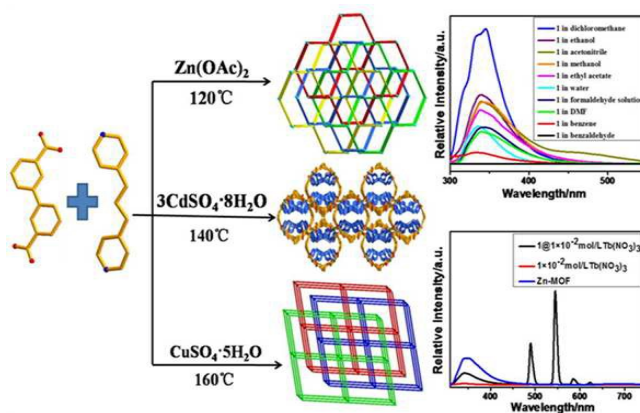 Zn(OAc)2
120℃
3CdSO4·8H2O
140℃
CuSO4·5H2O
160℃
Relative Intensity/a.u.
1 in dichloromethane
1 in ethanol
1 in acetonitrile
1 in methanol
1 in ethyl acetate
1 in water
1 in formaldehyde solution
1 in DMF
1 in benzene
1 in benzaldehyde
300 400 500
Wavelength/nm
Relative Intensity/a.u.
1@1×10-2mol/LTb(NO3)3
1×10-2mol/LTb(NO3)3
Zn-MOF
400 500 600 700
Wavelength/nm